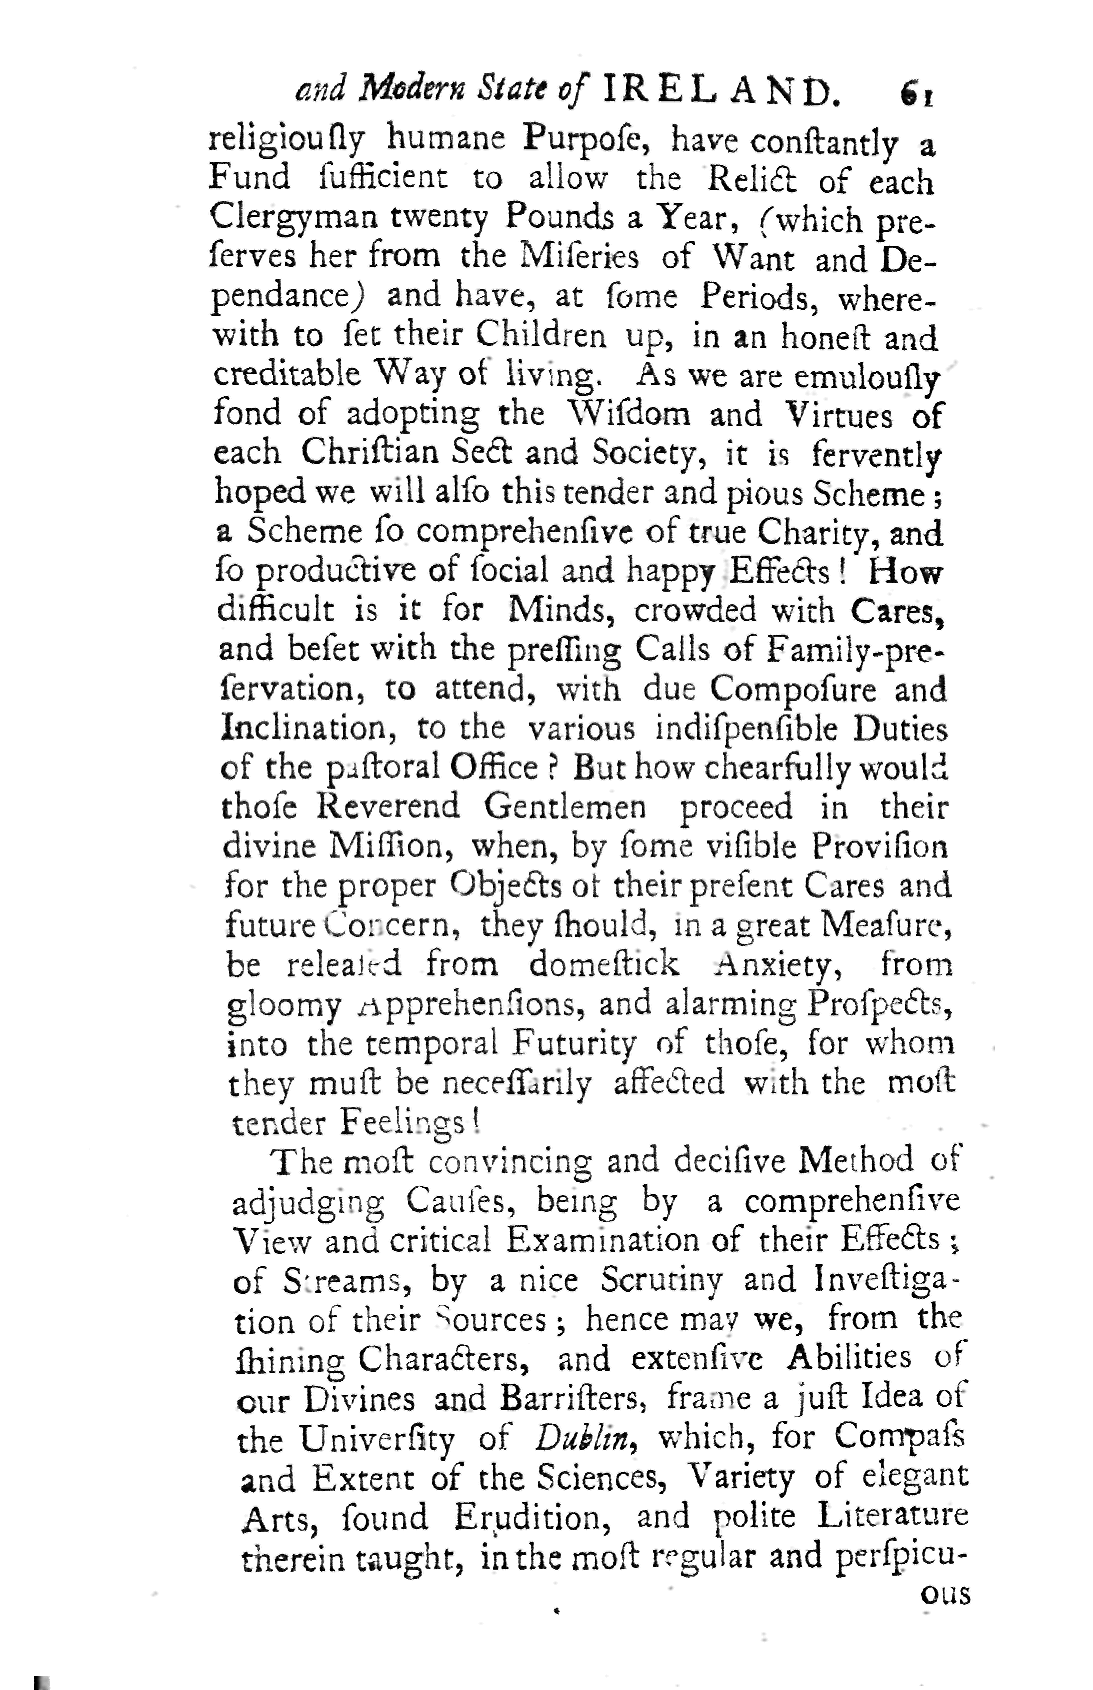 and Modern State of IRELAND. 61
religiouſly humane Purpoſe, have conſtantly a
Fund ſufficient to allow the Relict of each
Clergyman twenty Pounds a Year, (which pre-
ſerves her from the Miſeries of Want and De-
pendance) and have, at ſome Periods, where-
with to ſet their Children up, in an honeſt and
creditable Way of living. As we are emulouſly
fond of adopting the Wiſdom and Virtues of
each Chriſtian Sect and Society, it is fervently
hoped we will alſo this tender and pious Scheme;
a Scheme ſo comprehenſive of true Charity, and
ſo productive of ſocial and happy Effects! How
difficult is it for Minds, crowded with Cares,
and beſet with the preſſing Calls of Family-pre-
ſervation, to attend, with due Compoſure and
Inclination, to the various indiſpenſible Duties
of the paſtoral Office? But how chearfully would
thoſe Reverend Gentlemen proceed in their
divine Miſſion, when, by ſome viſible Proviſion
for the proper Objects of their preſent Cares and
future Concern, they ſhould, in a great Meaſure,
be releaſed from domeſtick Anxiety, from
gloomy Apprehenſions, and alarming Proſpects,
into the temporal Futurity of thoſe, for whom
they muſt be neceſſarily affected with the moſt
tender Feelings!
The moſt convincing and deciſive Method of
adjudging Cauſes, being by a comprehenſive
View and critical Examination of their Effects;
of Streams, by a nice Scrutiny and Inveſtiga-
tion of their Sources; hence may we, from the
ſhining Characters, and extenſive Abilities of
our Divines and Barriſters, frame a juſt Idea of
the Univerſity of Dublin, which, for Compaſs
and Extent of the Sciences, Variety of elegant
Arts, ſound Erudition, and polite Literature
therein taught, in the moſt regular and perſpicu-
ous